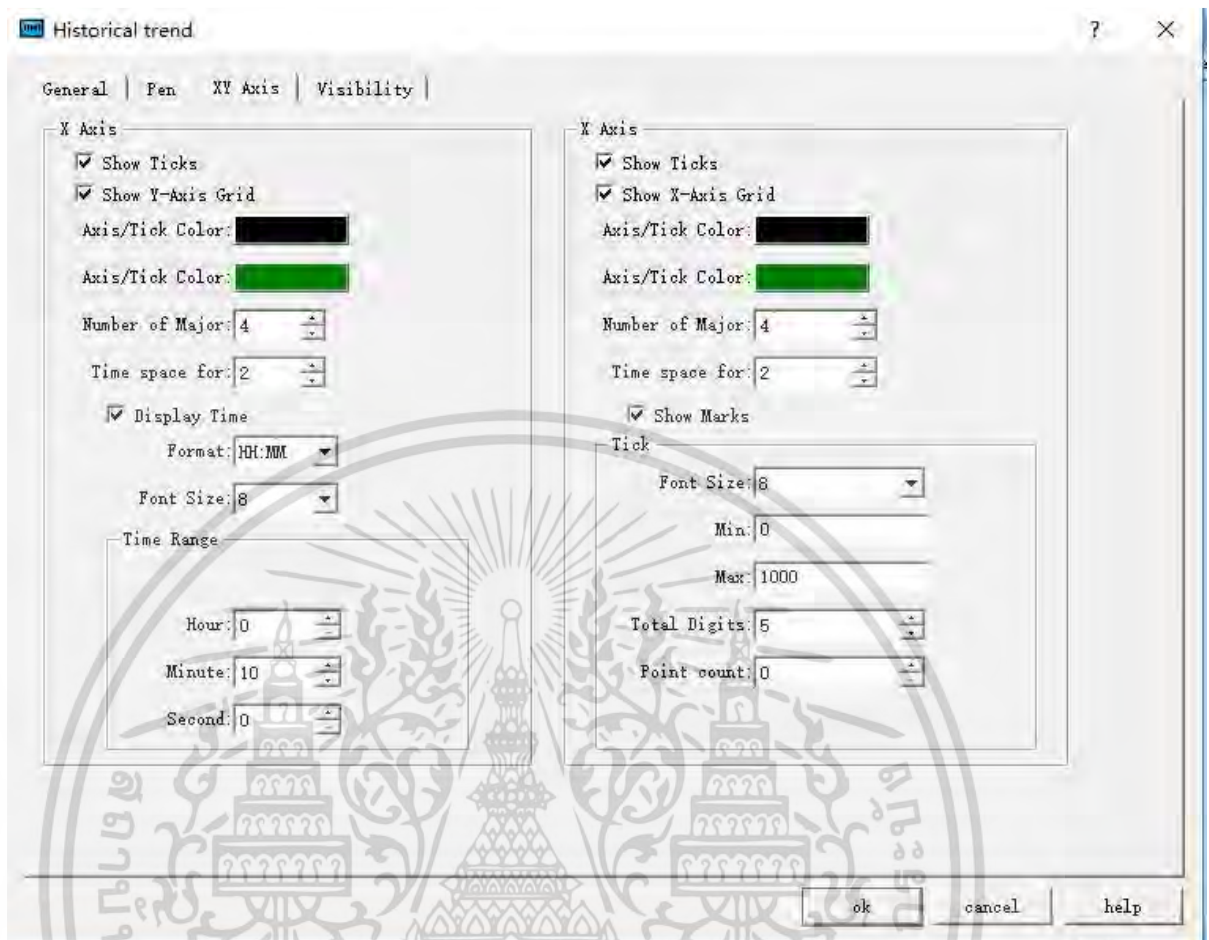 Historical trend
? ×
General | Pen XY Axis | Visibility |
X Axis
Show Ticks
Show Y-Axis Grid
Axis/Tick Color:
Axis/Tick Color:
Number of Major: 4
Time space for: 2
Display Time
Format: HH:MM
Font Size: 8
Time Range
Hour: 0
Minute: 10
Second: 0
X Axis
Show Ticks
Show X-Axis Grid
Axis/Tick Color:
Axis/Tick Color:
Number of Major: 4
Time space for: 2
Show Marks
Tick
Font Size: 8
Min: 0
Max: 1000
Total Digits: 5
Point count: 0
ok cancel help